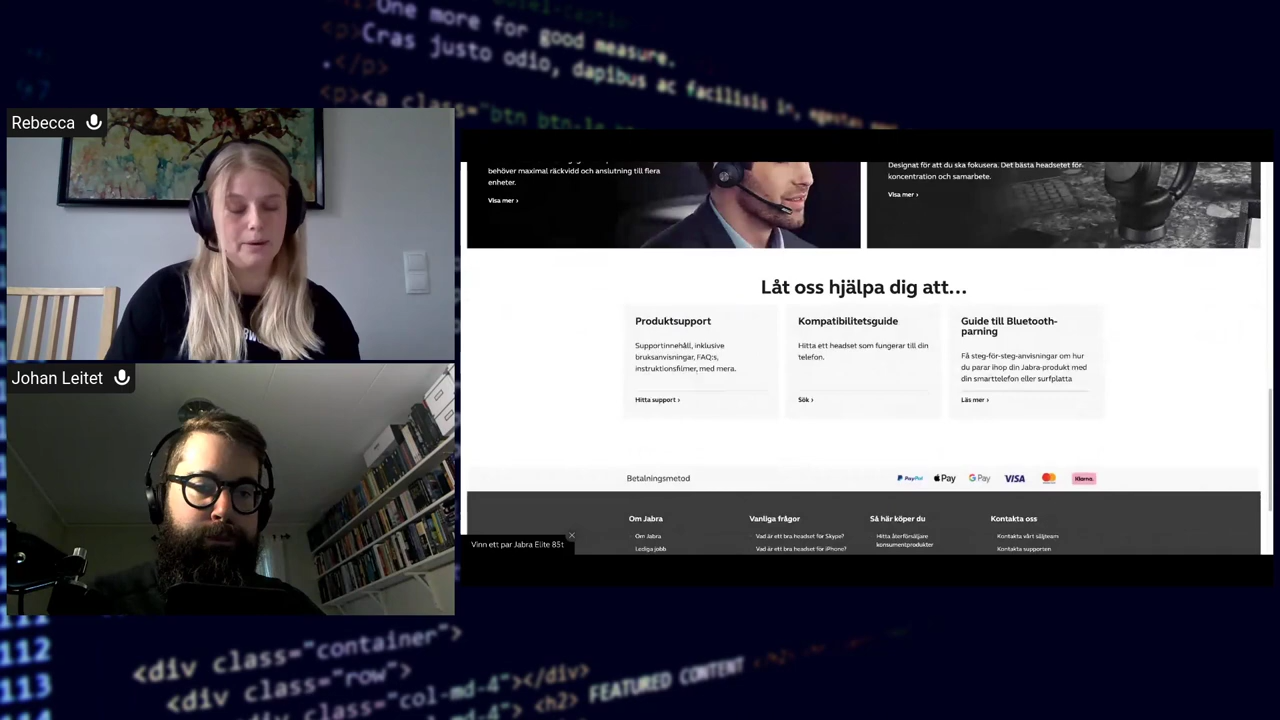 One more for good measure.
<p>Cras justo odio, dapibus ac facilisis in, egestas
.</p>
<p><a class="btn
Rebecca
Johan Leitet
behöver maximal räckvidd och anslutning till flera
enheter.
Visa mer ›
Designat för att du ska fokusera. Det bästa headsetet för
koncentration och samarbete.
Visa mer ›
Låt oss hjälpa dig att...
Produktsupport
Supportinnehåll, inklusive
bruksanvisningar, FAQ:s,
instruktionsfilmer, med mera.
Hitta support ›
Kompatibilitetsguide
Hitta ett headset som fungerar till din
telefon.
Sök ›
Guide till Bluetooth-
parning
Få steg-för-steg-anvisningar om hur
du parar ihop din Jabra-produkt med
din smarttelefon eller surfplatta
Läs mer ›
Betalningsmetod
PayPal
Pay
G Pay
VISA
Klarna.
Om Jabra
Om Jabra
Lediga jobb
Vanliga frågor
Vad är ett bra headset för Skype?
Vad är ett bra headset för iPhone?
Så här köper du
Hitta återförsäljare
konsumentprodukter
Kontakta oss
Kontakta vårt säljteam
Kontakta supporten
Vinn ett par Jabra Elite 85t
112
113
<div class="container">
<div class="row">
<div class="col-md-4"></div>
class="col-md-4"> <h2> FEATURED CONTENT